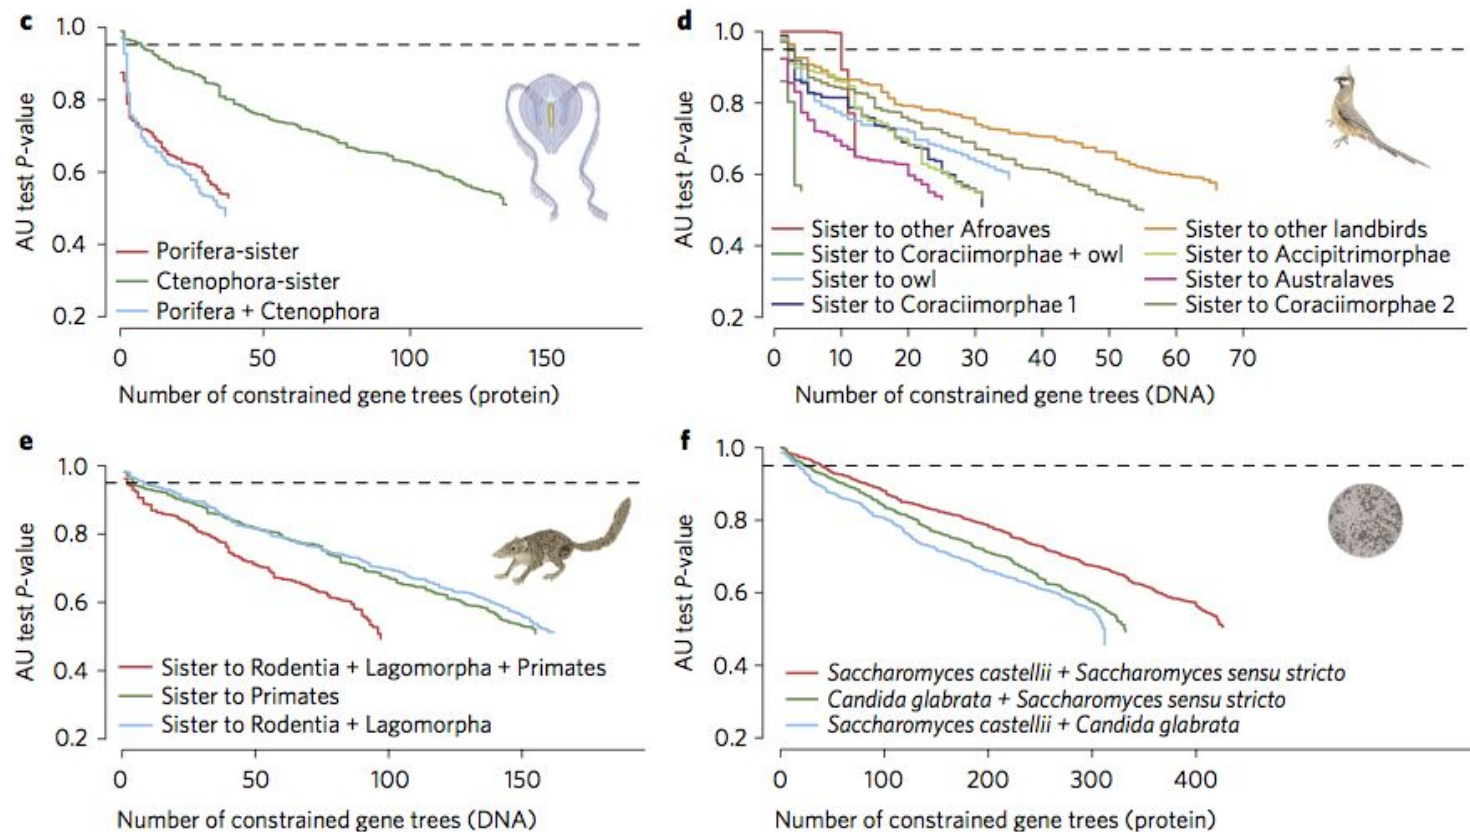 c
1.0
0.8
0.6
0.4
0.2
AU test P-value
Porifera-sister
Ctenophora-sister
Porifera + Ctenophora
0 50 100 150
Number of constrained gene trees (protein)
d
1.0
0.8
0.6
0.4
0.2
AU test P-value
Sister to other Afroaves
Sister to Coraciimorphae + owl
Sister to owl
Sister to Coraciimorphae 1
Sister to other landbirds
Sister to Accipitrimorphae
Sister to Australaves
Sister to Coraciimorphae 2
0 10 20 30 40 50 60 70
Number of constrained gene trees (DNA)
e
1.0
0.8
0.6
0.4
0.2
AU test P-value
Sister to Rodentia + Lagomorpha + Primates
Sister to Primates
Sister to Rodentia + Lagomorpha
0 50 100 150
Number of constrained gene trees (DNA)
f
1.0
0.8
0.6
0.4
0.2
AU test P-value
Saccharomyces castellii + Saccharomyces sensu stricto
Candida glabrata + Saccharomyces sensu stricto
Saccharomyces castellii + Candida glabrata
0 100 200 300 400
Number of constrained gene trees (protein)